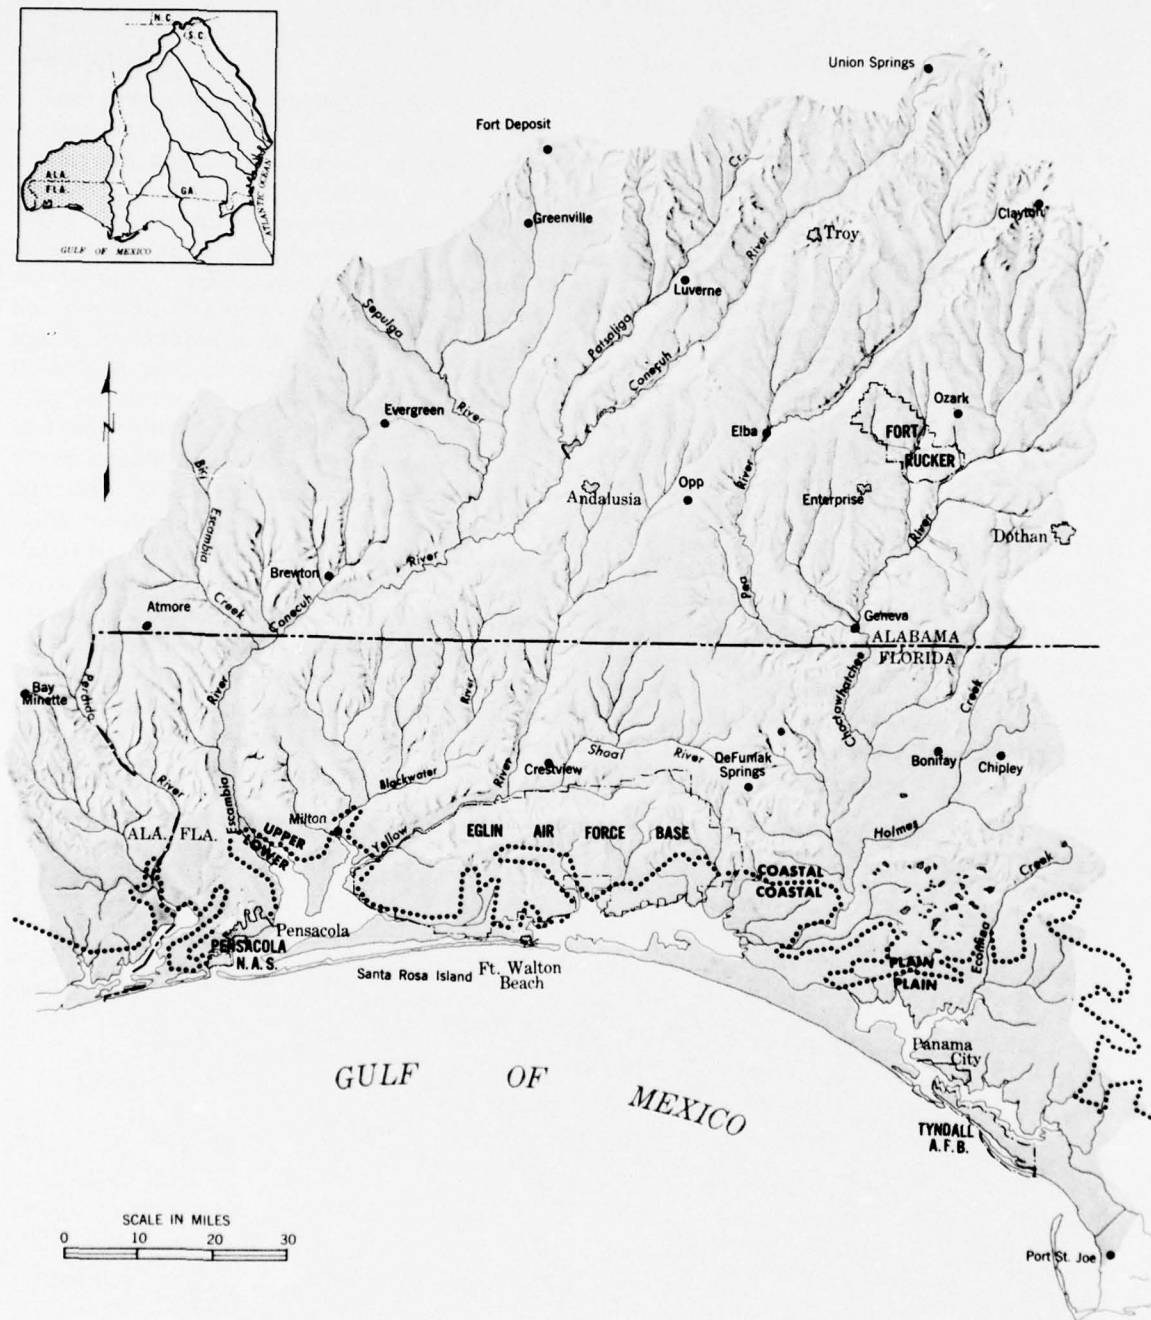 N.C.
S.C.
ALA.
FLA.
GA.
ATLANTIC OCEAN
GULF OF MEXICO
Union Springs
Fort Deposit
Cr.
Greenville
Clayton
Troy
River
Luverne
Sepulga
Patsaliga
Conecuh
River
Evergreen
Ozark
Elba
FORT
RUCKER
Big
River
Opp
Andalusia
Enterprise
Escambia
River
Dothan
River
Brewton
Pea
Atmore
Creek
Conecuh
Geneva
ALABAMA
FLORIDA
Bay
Minette
Perdido
River
River
Choctawhatchee
Creek
Shoal
River
DeFuniak
Springs
Bonifay
Chipley
River
Blackwater
River
Crestview
Escambia
Milton
ALA.
FLA.
UPPER
LOWER
Yellow
EGLIN AIR FORCE BASE
Holmes
Creek
COASTAL
COASTAL
Pensacola
PENSACOLA
N.A.S.
Econfina
PLAIN
PLAIN
Santa Rosa Island
Ft. Walton
Beach
Panama
City
GULF OF MEXICO
TYNDALL
A.F.B.
SCALE IN MILES
0 10 20 30
Port St. Joe
N